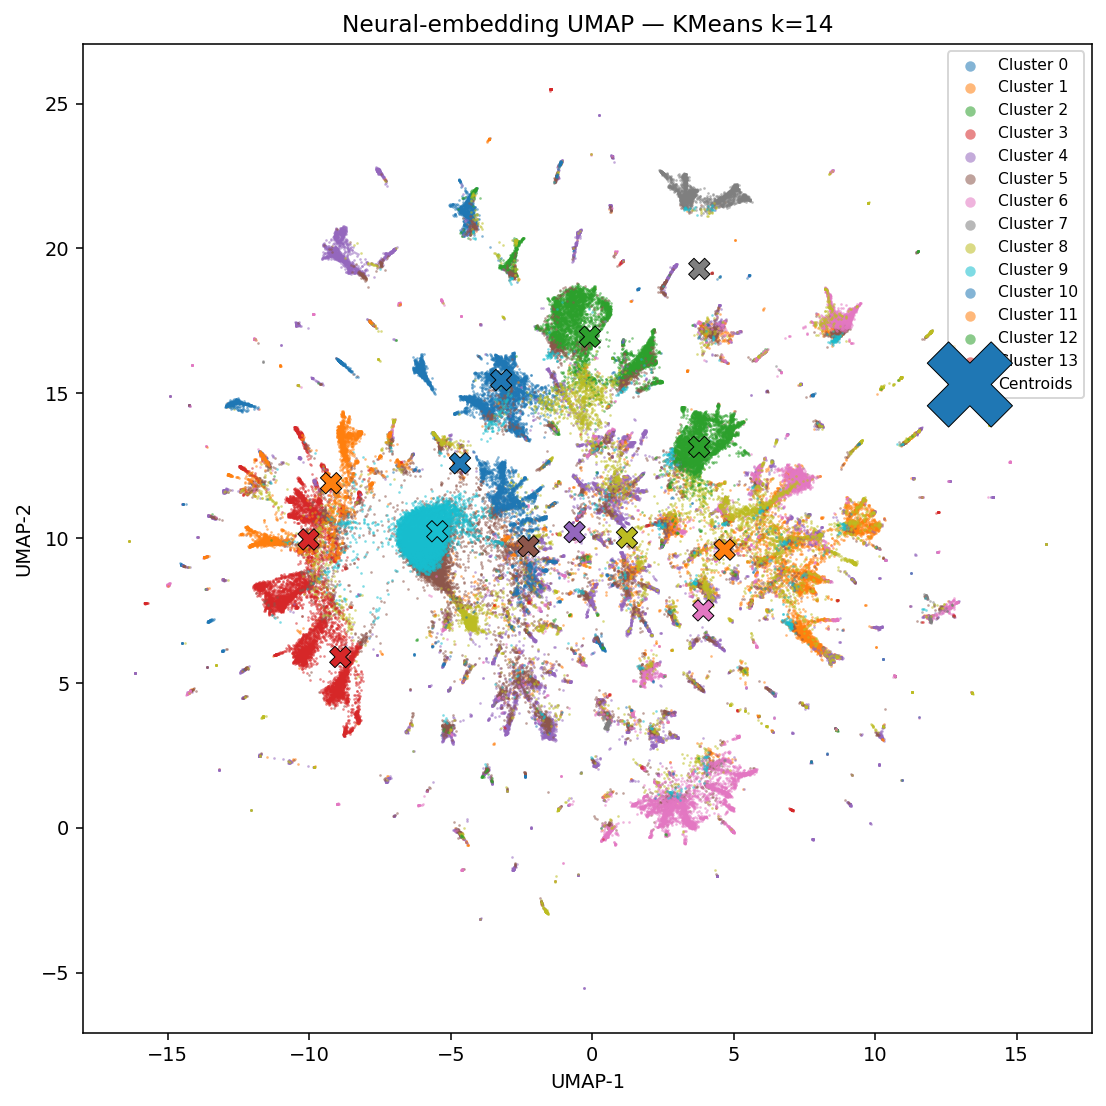 Neural-embedding UMAP — KMeans k=14
Cluster 0
Cluster 1
Cluster 2
Cluster 3
Cluster 4
Cluster 5
Cluster 6
Cluster 7
Cluster 8
Cluster 9
Cluster 10
Cluster 11
Cluster 12
Cluster 13
Centroids
25
20
15
10
5
0
−5
UMAP-2
−15
−10
−5
0
5
10
15
UMAP-1